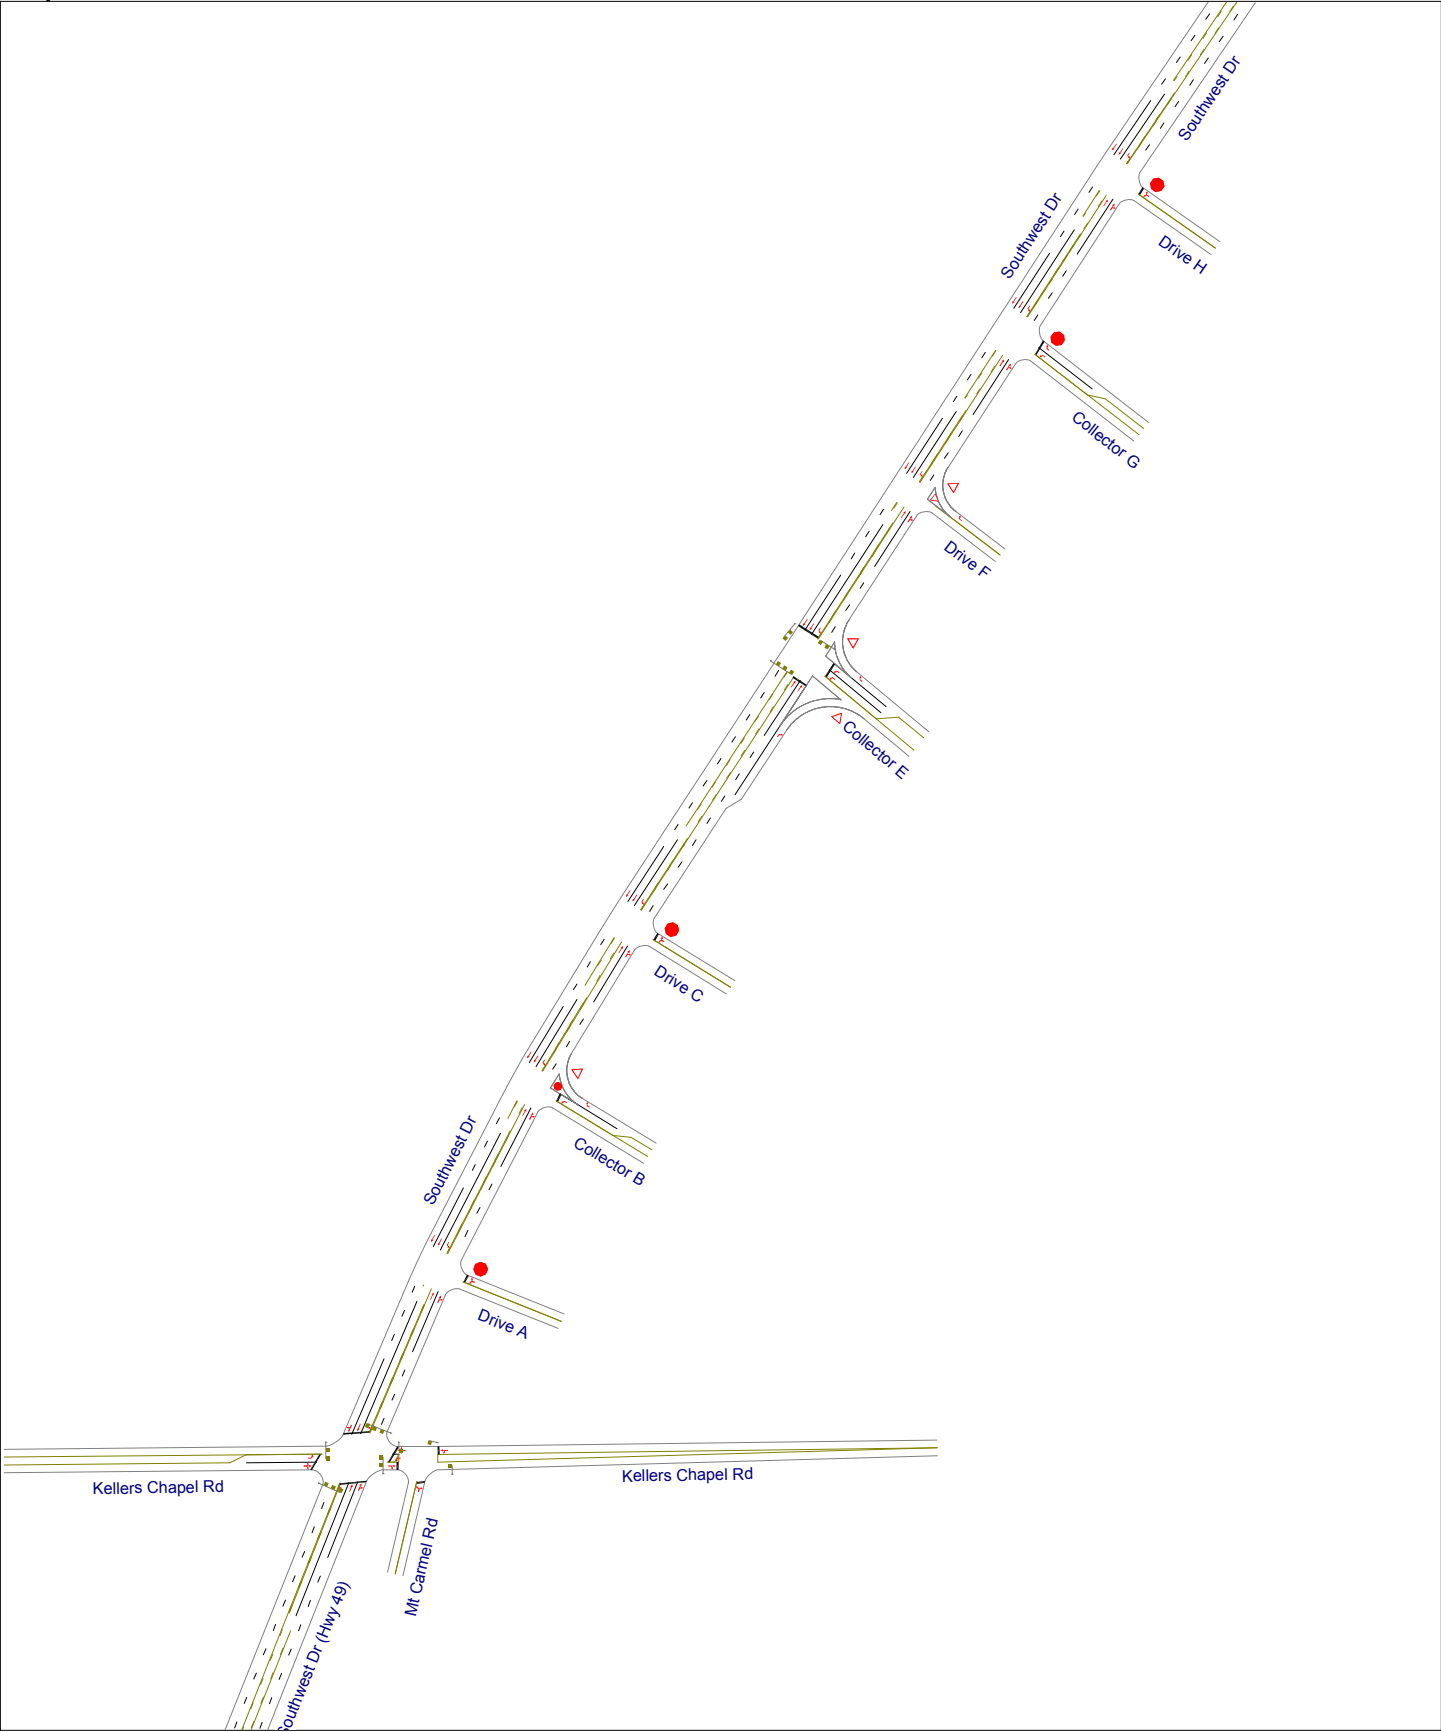 Southwest Dr
Southwest Dr
Drive H
Collector G
Drive F
Collector E
Drive C
Southwest Dr
Collector B
Drive A
Kellers Chapel Rd
Kellers Chapel Rd
Mt Carmel Rd
Southwest Dr (Hwy 49)